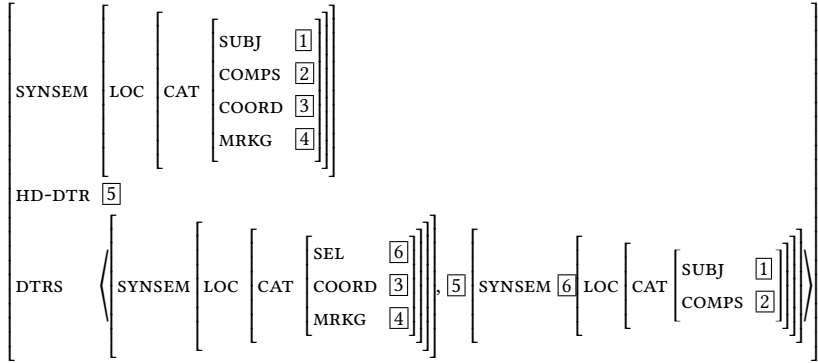 SUBJ 1
COMPS 2
SYNSEM LOC CAT
COORD 3
MRKG 4
HD-DTR 5
SEL 6
SUBJ 1
DTRS ⟨ SYNSEM LOC CAT COORD 3 , 5 SYNSEM 6 LOC CAT ⟩
COMPS 2
MRKG 4